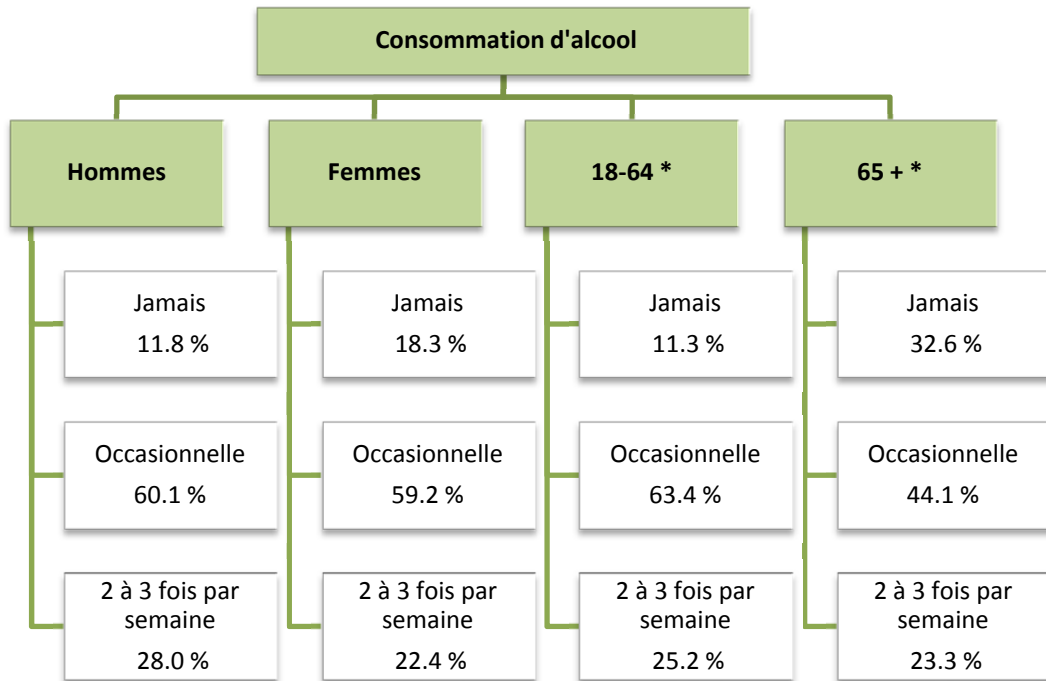 Consommation d'alcool
Hommes
Femmes
18-64 *
65 + *
Jamais
11.8 %
Jamais
18.3 %
Jamais
11.3 %
Jamais
32.6 %
Occasionnelle
60.1 %
Occasionnelle
59.2 %
Occasionnelle
63.4 %
Occasionnelle
44.1 %
2 à 3 fois par
semaine
28.0 %
2 à 3 fois par
semaine
22.4 %
2 à 3 fois par
semaine
25.2 %
2 à 3 fois par
semaine
23.3 %